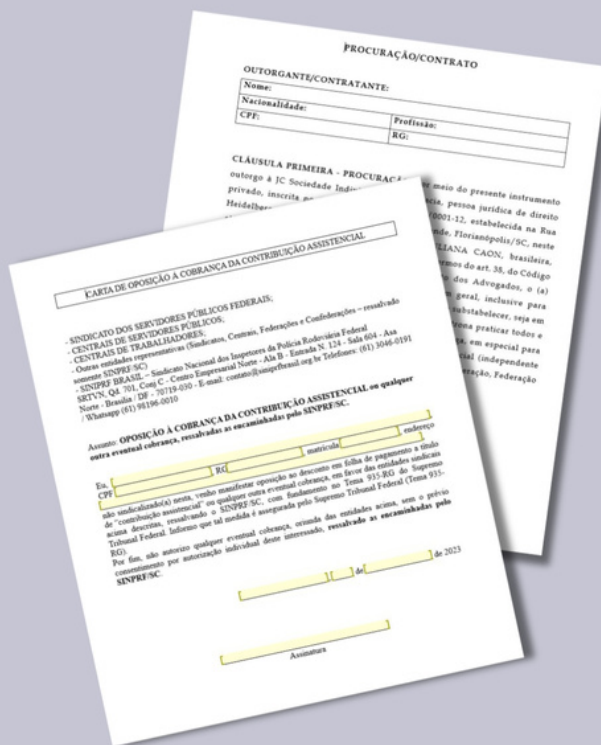 PROCURAÇÃO/CONTRATO
OUTORGANTE/CONTRATANTE:
Nome:
Nacionalidade:
Profissão:
CPF:
RG:
CLÁUSULA PRIMEIRA - PROCURAÇÃO
por meio do presente instrumento
outorgo à JC Sociedade
pessoa jurídica de direito
privado, inscrita
/0001-12, estabelecida na Rua
Florianópolis/SC, neste
LIANA CAON, brasileira,
termos do art. 38, do Código
dos Advogados, o (a)
em geral, inclusive para
substabelecer, seja em
praticar todos e
em especial para
(independente
Federação
CARTA DE OPOSIÇÃO À COBRANÇA DA CONTRIBUIÇÃO ASSISTENCIAL
- SINDICATO DOS SERVIDORES PÚBLICOS FEDERAIS;
- CENTRAIS DE SERVIDORES PÚBLICOS;
- CENTRAIS DE TRABALHADORES;
- Outras entidades representativas (Sindicatos, Centrais, Federações e Confederações – ressalvado
somente SINPRF/SC)
- SINIPRF BRASIL – Sindicato Nacional dos Inspetores da Polícia Rodoviária Federal
SRTVN, Qd. 701, Conj C - Centro Empresarial Norte - Ala B - Entrada N. 124 - Sala 604 - Asa
Norte - Brasília / DF - 70719-030 - E-mail: contato@siniprfbrasil.org.br Telefones: (61) 3046-0191
/ Whatsapp (61) 98196-0010
Assunto: OPOSIÇÃO À COBRANÇA DA CONTRIBUIÇÃO ASSISTENCIAL ou qualquer
outra eventual cobrança, ressalvadas as encaminhadas pelo SINPRF/SC.
Eu,
CPF RG matrícula endereço
não sindicalizado(a) nesta, venho manifestar oposição ao desconto em folha de pagamento a título
de "contribuição assistencial" ou qualquer outra eventual cobrança, em favor das entidades sindicais
acima descritas, ressalvando o SINPRF/SC, com fundamento no Tema 935-RG do Supremo
Tribunal Federal. Informo que tal medida é assegurada pelo Supremo Tribunal Federal (Tema 935-
RG).
Por fim, não autorizo qualquer eventual cobrança, oriunda das entidades acima, sem o prévio
consentimento por autorização individual deste interessado, ressalvado as encaminhadas pelo
SINPRF/SC.
de de 2023
Assinatura